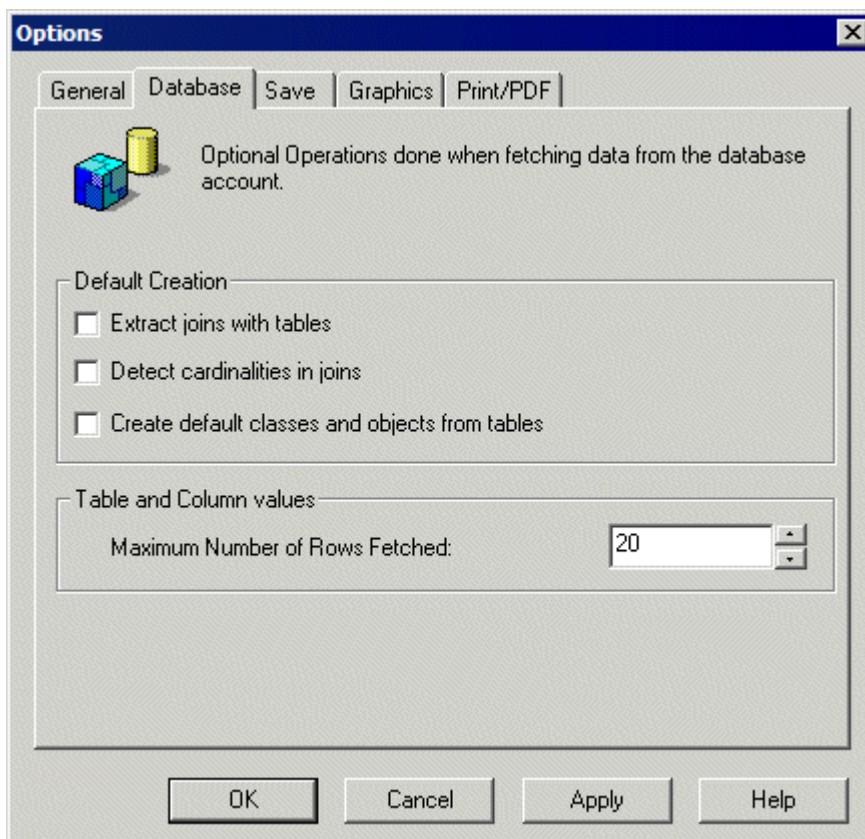 Options
General Database Save Graphics Print/PDF
Optional Operations done when fetching data from the database
account.
Default Creation
Extract joins with tables
Detect cardinalities in joins
Create default classes and objects from tables
Table and Column values
Maximum Number of Rows Fetched: 20
OK Cancel Apply Help